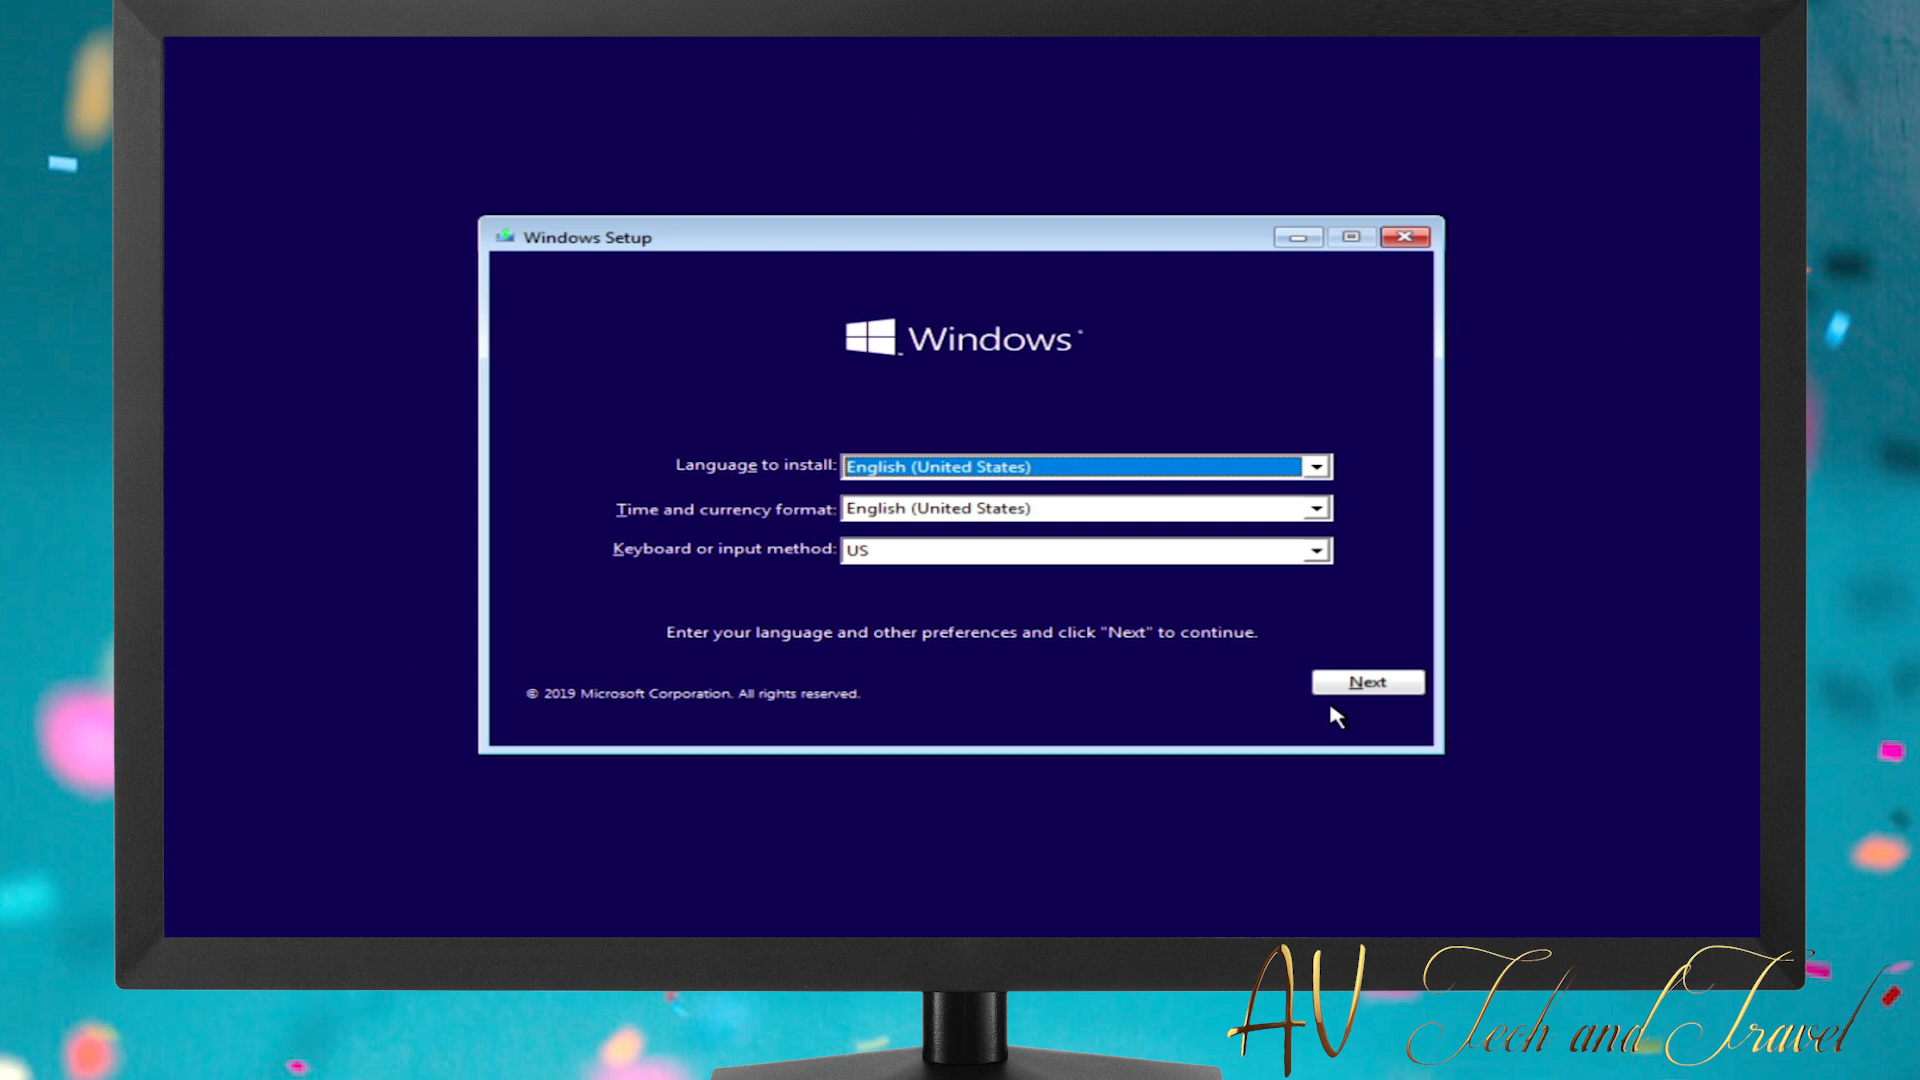 Windows Setup
Windows
Language to install: English (United States)
Time and currency format: English (United States)
Keyboard or input method: US
Enter your language and other preferences and click "Next" to continue.
Next
© 2019 Microsoft Corporation. All rights reserved.
AV Tech and Travel